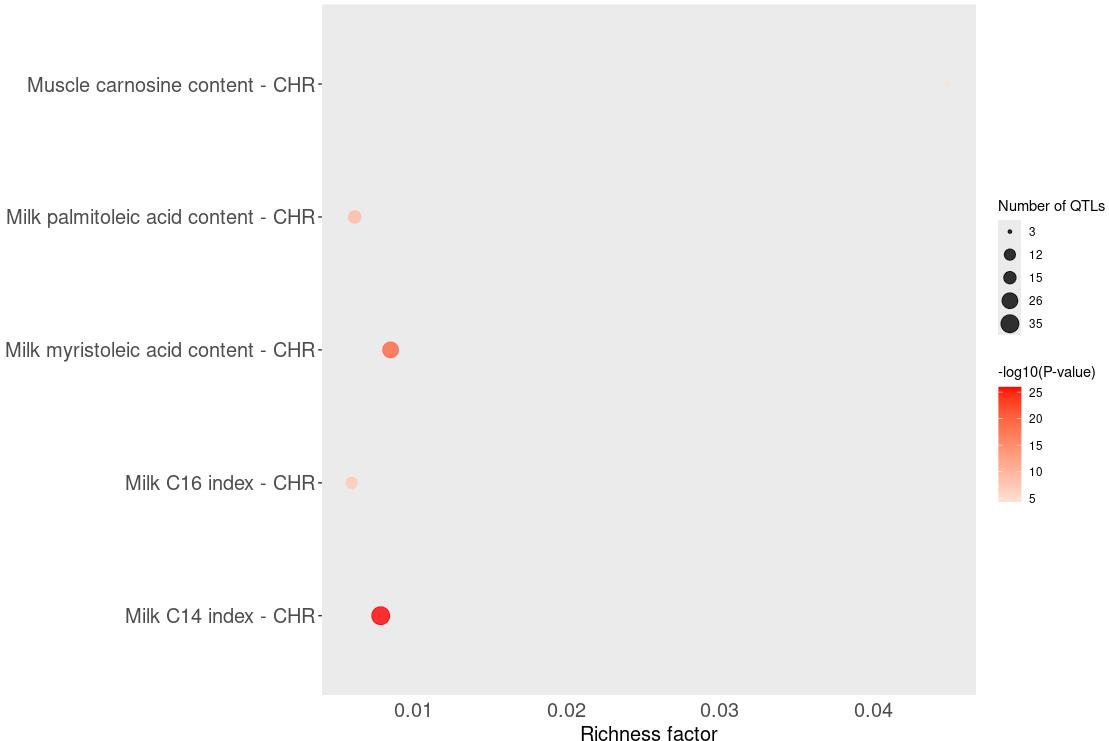 Muscle carnosine content - CHR
Milk palmitoleic acid content - CHR
Milk myristoleic acid content - CHR
Milk C16 index - CHR
Milk C14 index - CHR
0.01 0.02 0.03 0.04
Richness factor
Number of QTLs
3
12
15
26
35
-log10(P-value)
25
20
15
10
5